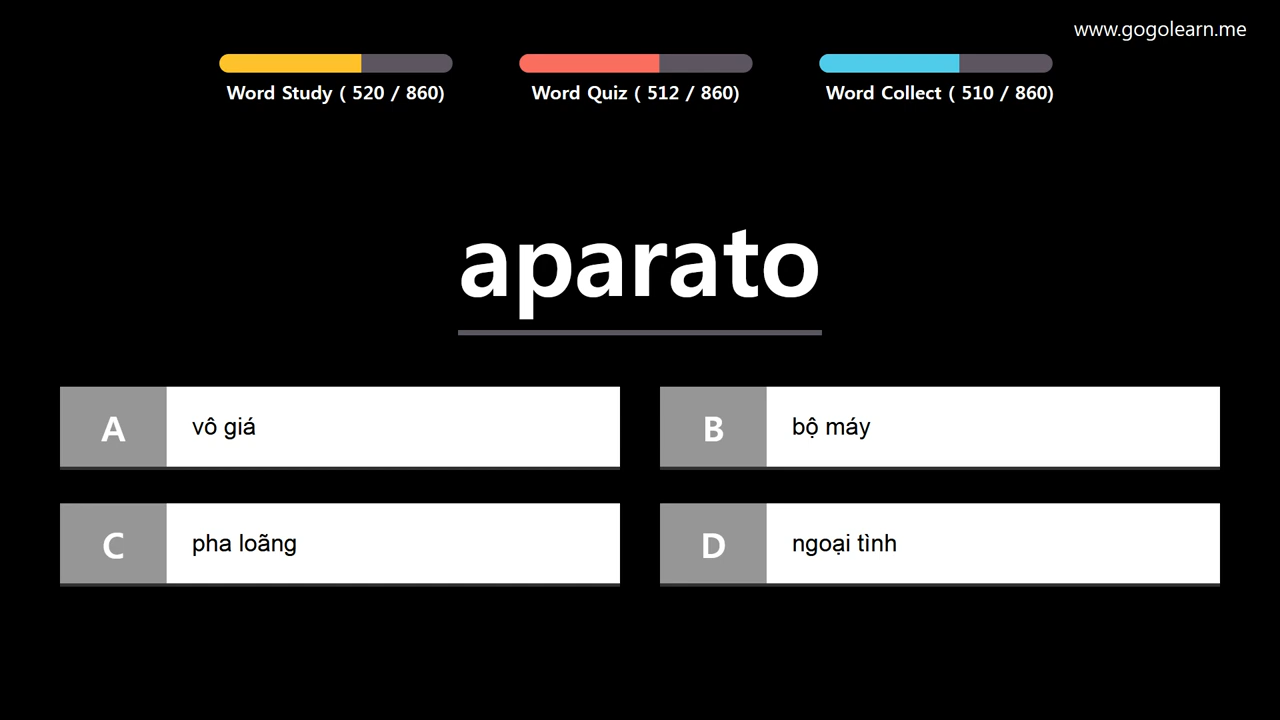 www.gogolearn.me
Word Study ( 520 / 860)
Word Quiz ( 512 / 860)
Word Collect ( 510 / 860)
aparato
A vô giá
B bộ máy
C pha loãng
D ngoại tình